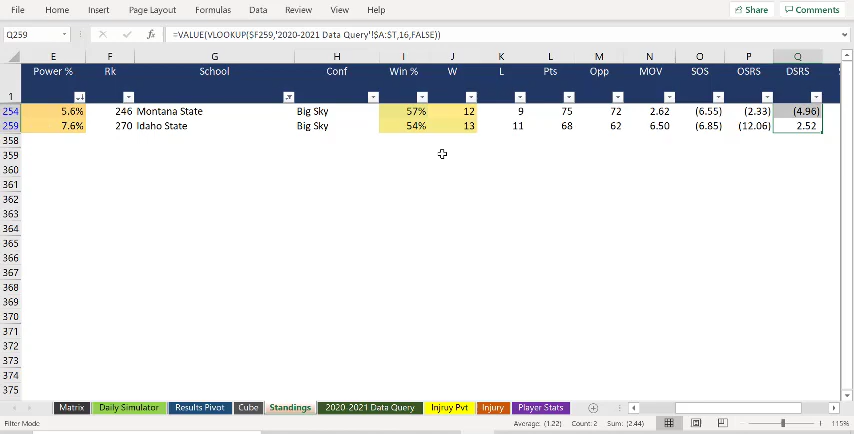 File Home Insert Page Layout Formulas Data Review View Help Share Comments
Q259 fx =VALUE(VLOOKUP($F259,'2020-2021 Data Query'!$A:$T,16,FALSE))
E F G H I J K L M N O P Q
1 Power % Rk School Conf Win % W L Pts Opp MOV SOS OSRS DSRS
254 5.6% 246 Montana State Big Sky 57% 12 9 75 72 2.62 (6.55) (2.33) (4.96)
259 7.6% 270 Idaho State Big Sky 54% 13 11 68 62 6.50 (6.85) (12.06) 2.52
358
359
360
361
362
363
364
365
366
367
368
369
370
371
372
373
374
375
Matrix Daily Simulator Results Pivot Cube Standings 2020-2021 Data Query Injruy Pvt Injury Player Stats
Filter Mode Average: (1.22) Count: 2 Sum: (2.44) 115%